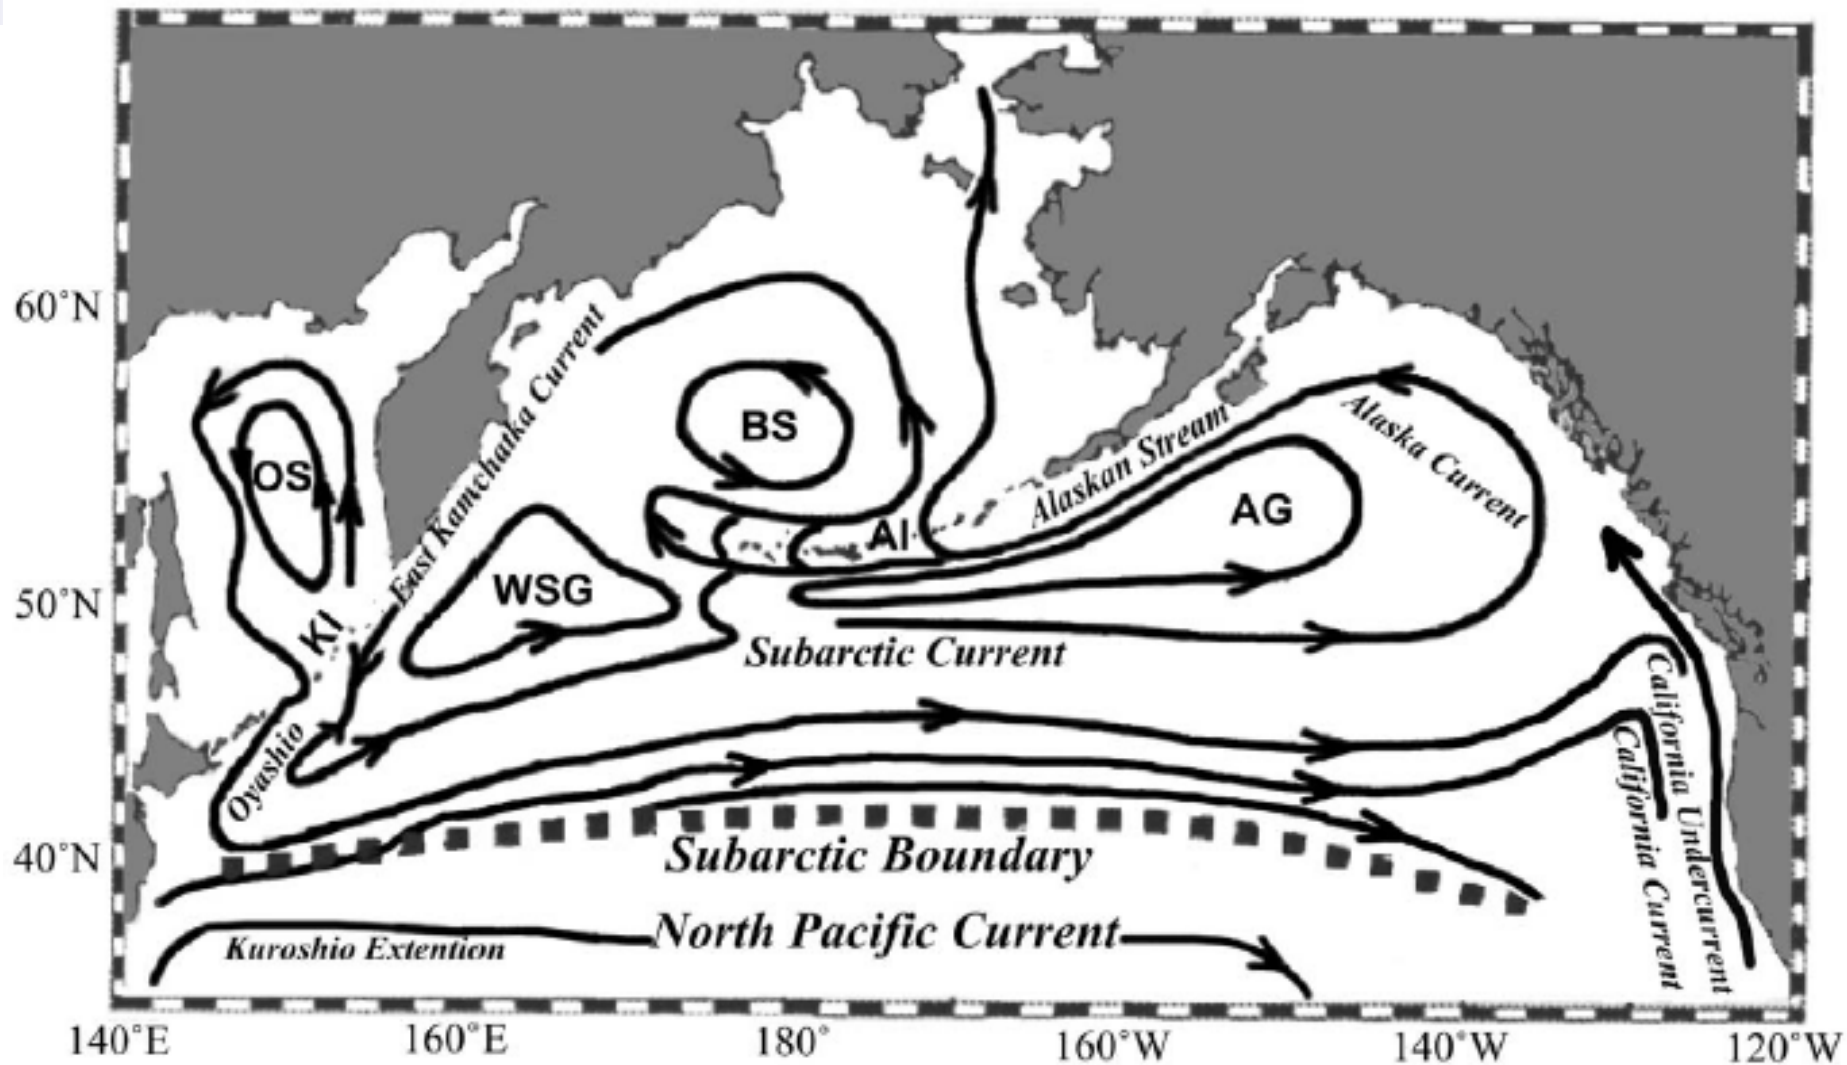 60°N
50°N
40°N
140°E
160°E
180°
160°W
140°W
120°W
OS
BS
KI
WSG
AI
AG
East Kamchatka Current
Alaskan Stream
Alaska Current
Subarctic Current
Oyashio
California Undercurrent
California Current
Subarctic Boundary
North Pacific Current
Kuroshio Extention